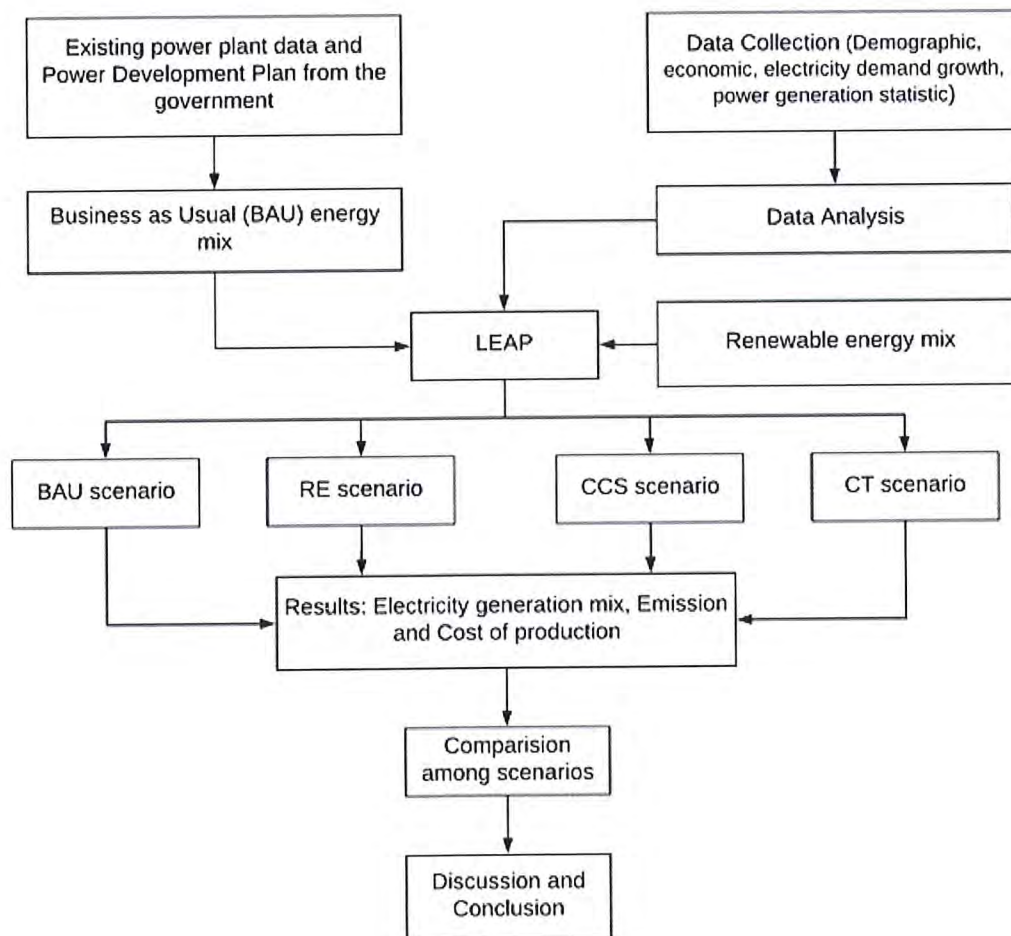 Existing power plant data and
Power Development Plan from the
government
Data Collection (Demographic,
economic, electricity demand growth,
power generation statistic)
Business as Usual (BAU) energy
mix
Data Analysis
LEAP
Renewable energy mix
BAU scenario
RE scenario
CCS scenario
CT scenario
Results: Electricity generation mix, Emission
and Cost of production
Comparision
among scenarios
Discussion and
Conclusion